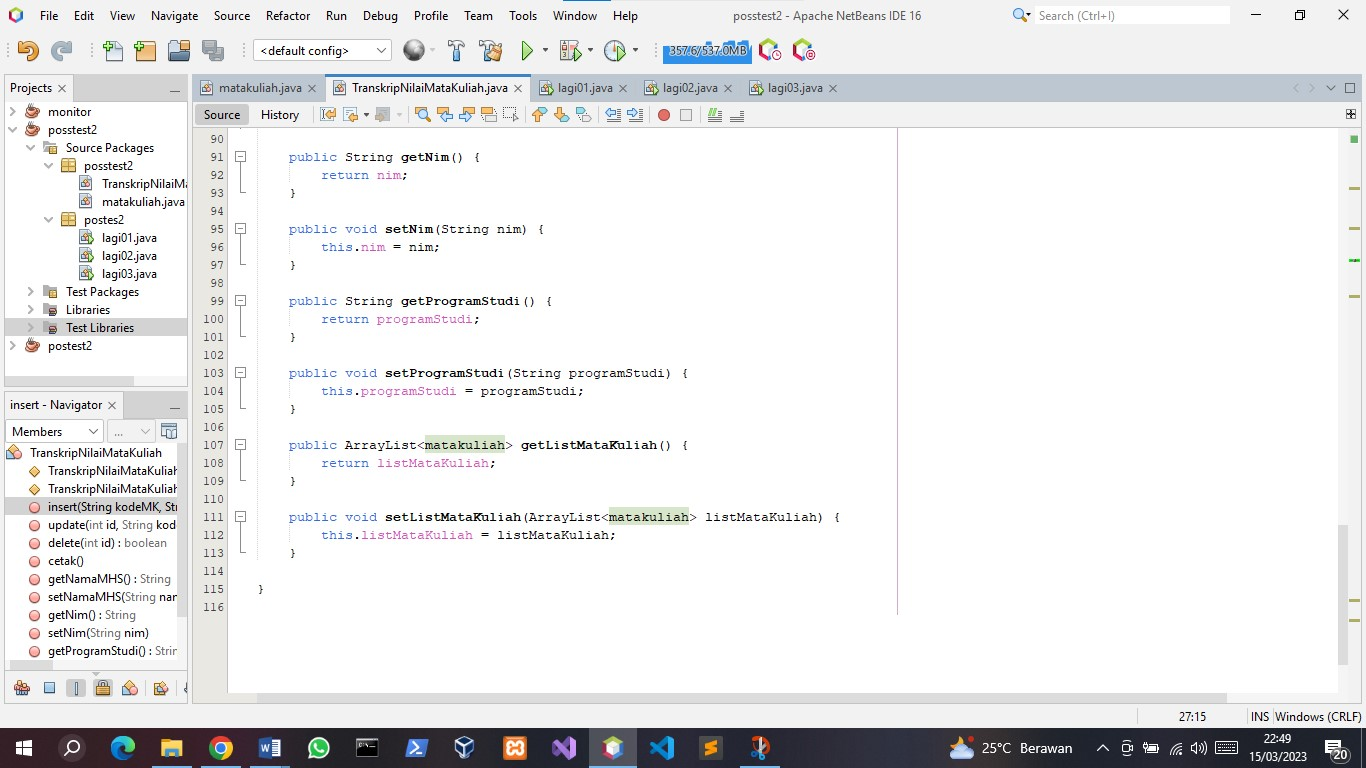 File Edit View Navigate Source Refactor Run Debug Profile Team Tools Window Help posstest2 - Apache NetBeans IDE 16 Search (Ctrl+I)
<default config> 357.6/537.0MB
Projects matakuliah.java TranskripNilaiMataKuliah.java lagi01.java lagi02.java lagi03.java
Source History
monitor
posstest2
Source Packages
posstest2
TranskripNilaiMa
matakuliah.java
postes2
lagi01.java
lagi02.java
lagi03.java
Test Packages
Libraries
Test Libraries
postest2
insert - Navigator
Members ...
TranskripNilaiMataKuliah
TranskripNilaiMataKuliah
TranskripNilaiMataKuliah
insert(String kodeMK, Str
update(int id, String kod
delete(int id) : boolean
cetak()
getNamaMHS() : String
setNamaMHS(String nar
getNim() : String
setNim(String nim)
getProgramStudi() : Strin
90
91 public String getNim() {
92 return nim;
93 }
94
95 public void setNim(String nim) {
96 this.nim = nim;
97 }
98
99 public String getProgramStudi() {
100 return programStudi;
101 }
102
103 public void setProgramStudi(String programStudi) {
104 this.programStudi = programStudi;
105 }
106
107 public ArrayList<matakuliah> getListMataKuliah() {
108 return listMataKuliah;
109 }
110
111 public void setListMataKuliah(ArrayList<matakuliah> listMataKuliah) {
112 this.listMataKuliah = listMataKuliah;
113 }
114
115 }
116
27:15 INS Windows (CRLF)
25°C Berawan 22:49
15/03/2023 20